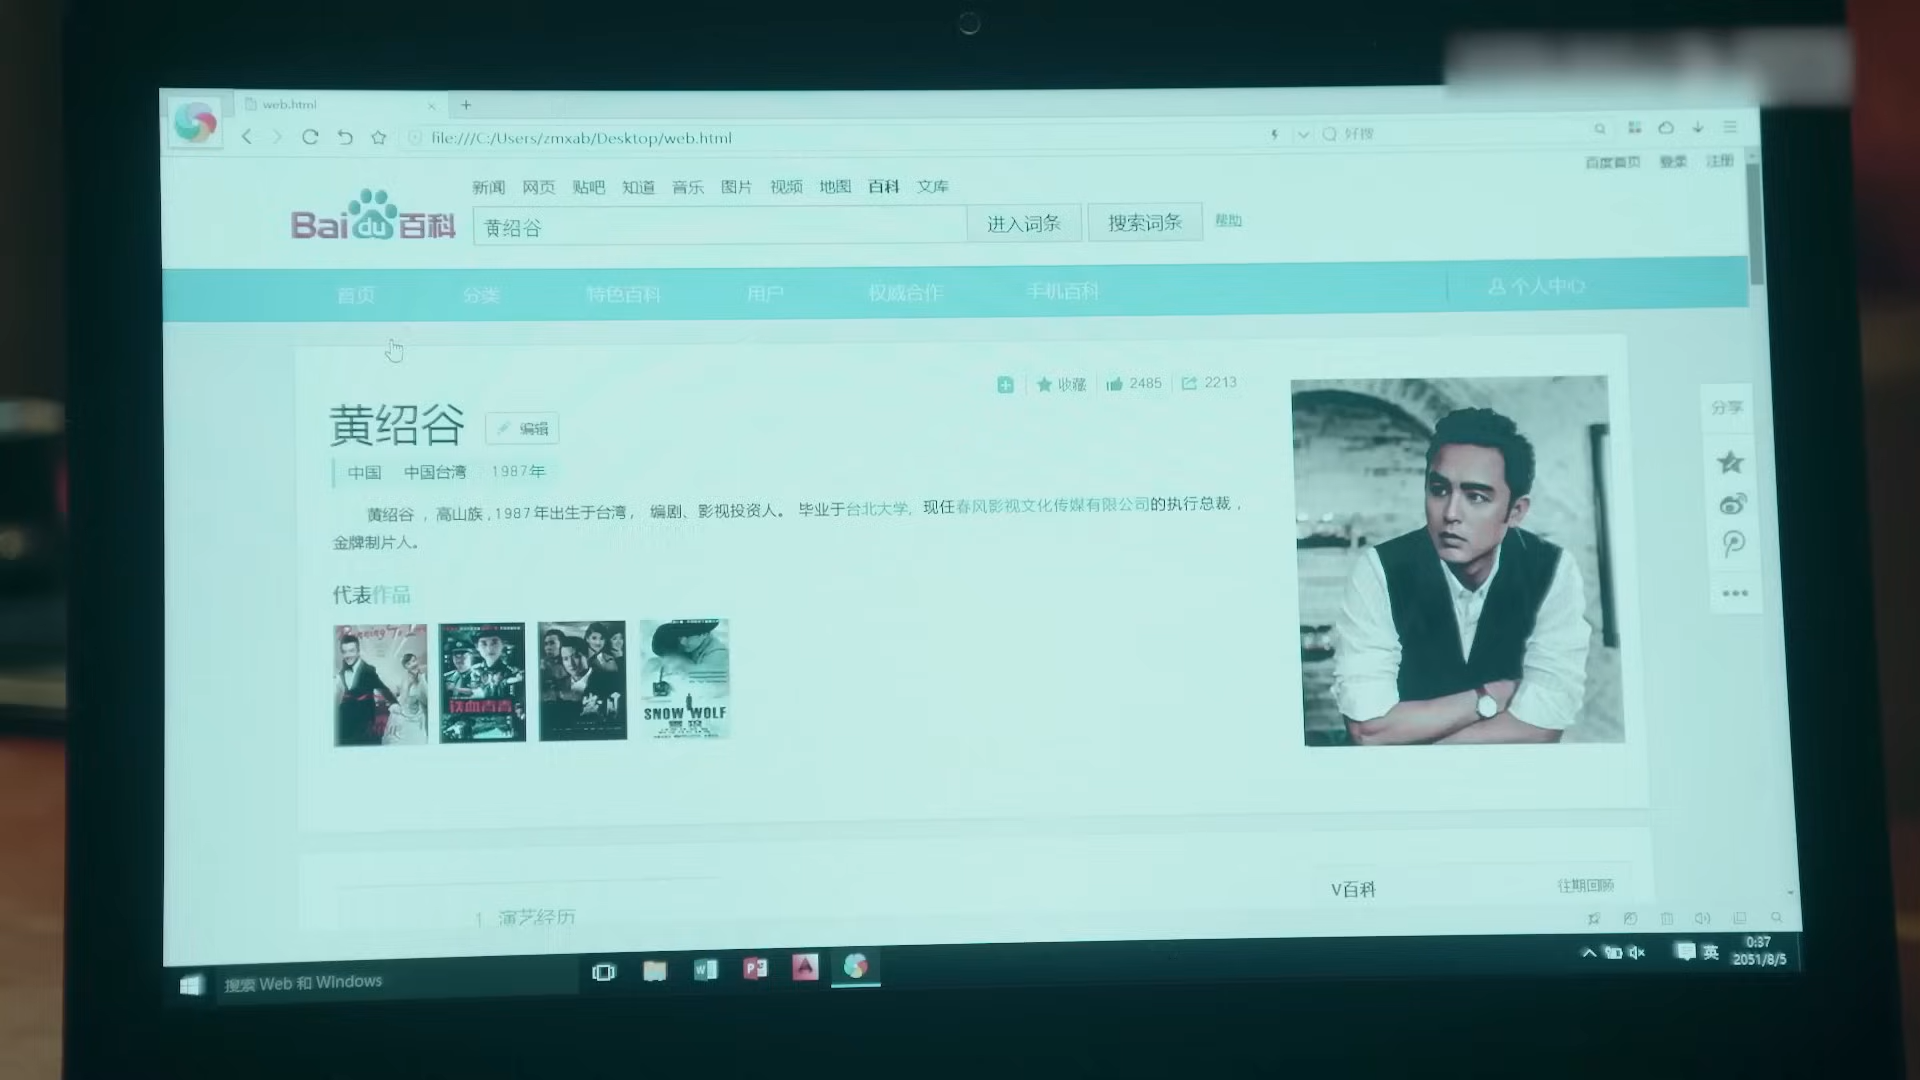 web.html
file:///C:/Users/zmxab/Desktop/web.html
好搜
百度首页 登录 注册
新闻 网页 贴吧 知道 音乐 图片 视频 地图 百科 文库
Bai du 百科
黄绍谷
进入词条
搜索词条
帮助
首页 分类 特色百科 用户 权威合作 手机百科 个人中心
收藏 2485 2213
黄绍谷
编辑
分享
中国 中国台湾 1987年
黄绍谷，高山族，1987年出生于台湾，编剧、影视投资人。毕业于台北大学，现任春风影视文化传媒有限公司的执行总裁，
金牌制片人。
代表作品
铁血青春
SNOW WOLF
V百科 往期回顾
1 演艺经历
搜索 Web 和 Windows
英
0:37
2051/8/5